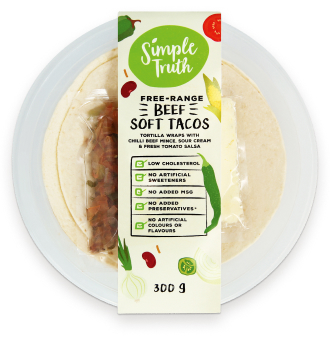 Simple
Truth
FREE-RANGE
BEEF
SOFT TACOS
TORTILLA WRAPS WITH
CHILLI BEEF MINCE, SOUR CREAM
& FRESH TOMATO SALSA
LOW CHOLESTEROL
NO ARTIFICIAL
SWEETENERS
NO ADDED MSG
NO ADDED
PRESERVATIVES*
NO ARTIFICIAL
COLOURS OR
FLAVOURS
300 g